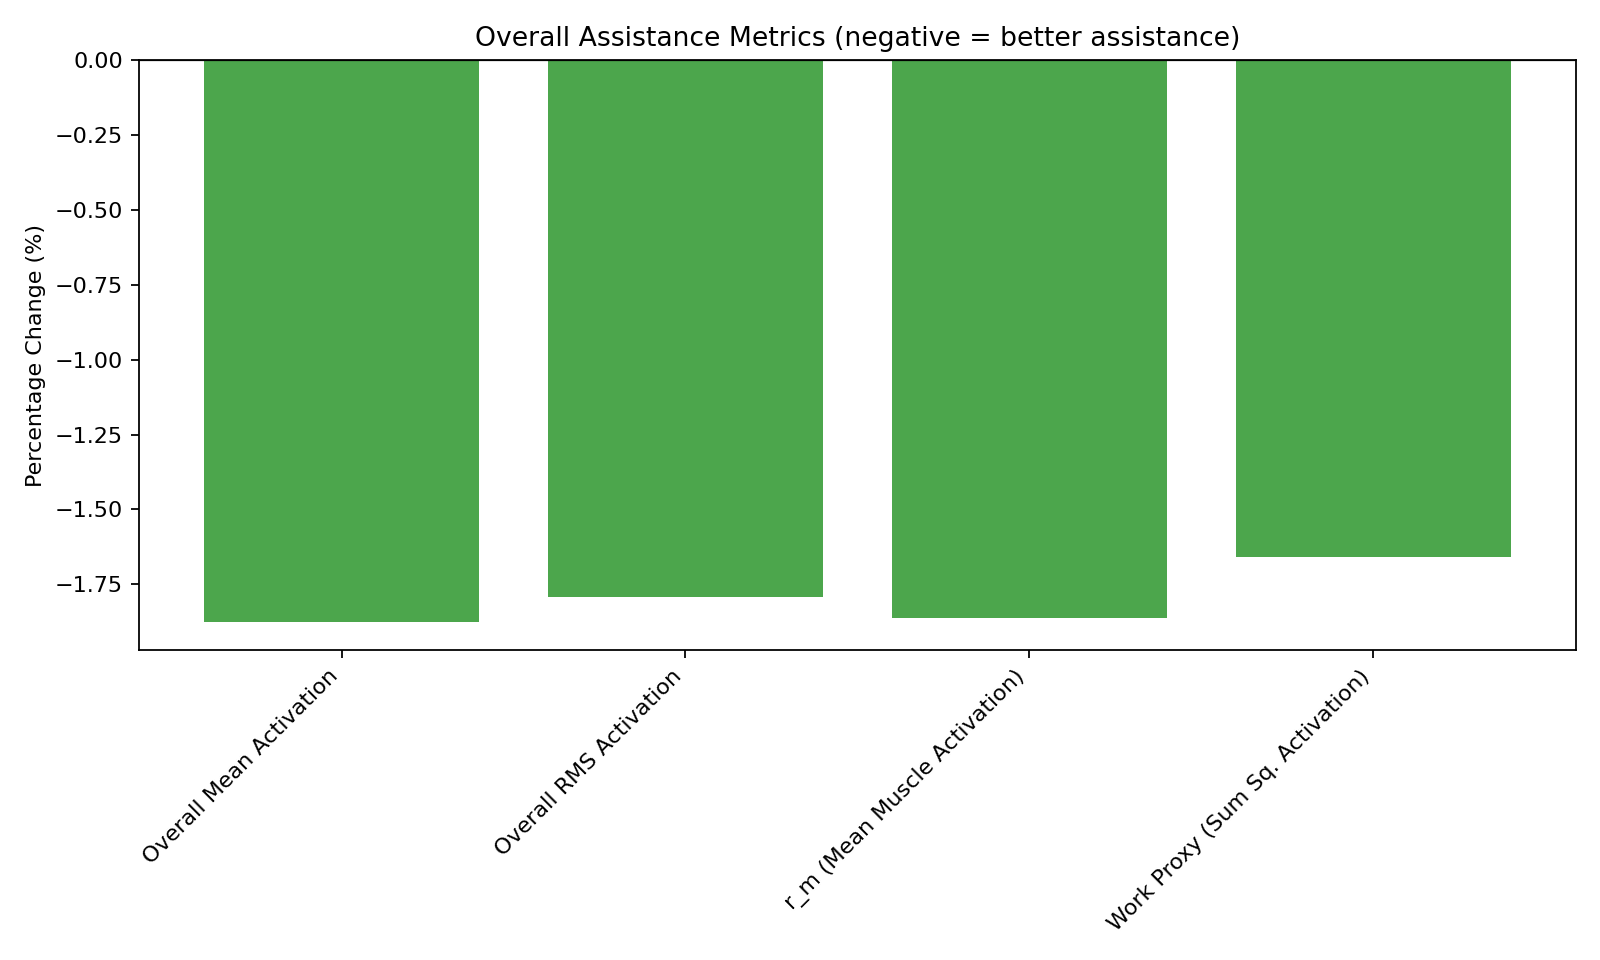 Overall Assistance Metrics (negative = better assistance)
Percentage Change (%)
0.00
−0.25
−0.50
−0.75
−1.00
−1.25
−1.50
−1.75
Overall Mean Activation
Overall RMS Activation
r_m (Mean Muscle Activation)
Work Proxy (Sum Sq. Activation)